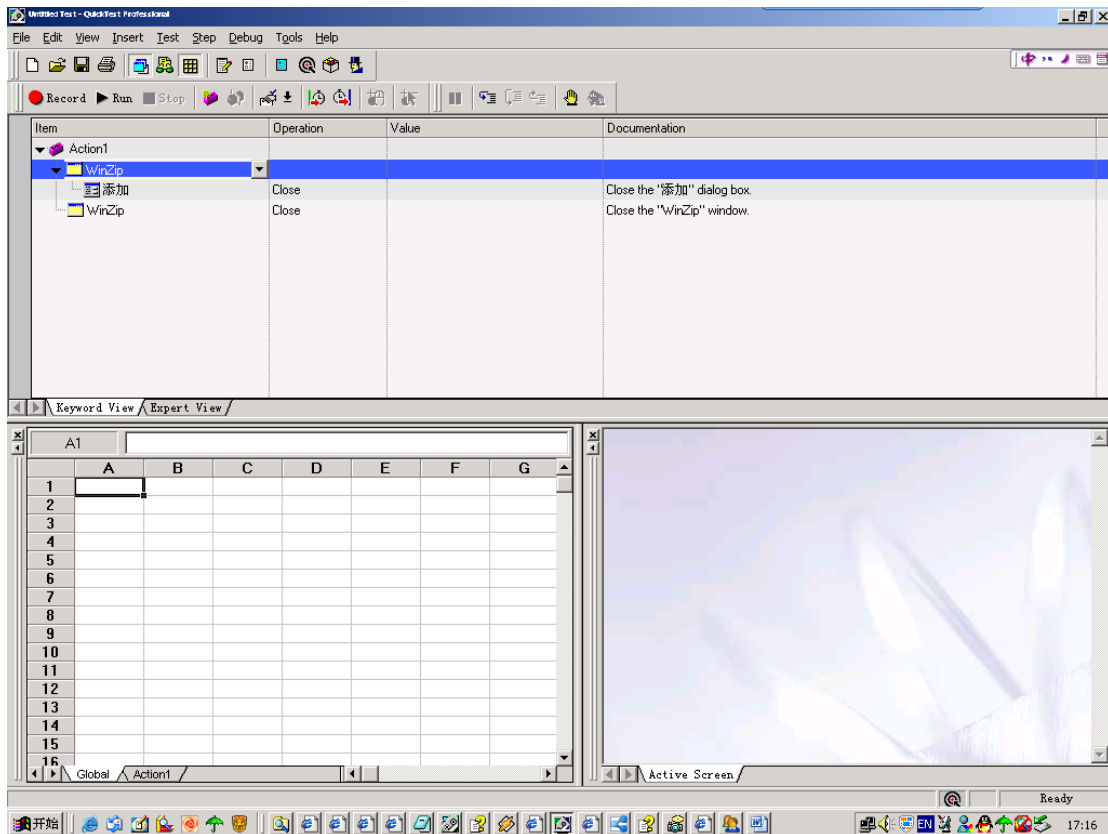 Untitled Test - QuickTest Professional
File Edit View Insert Test Step Debug Tools Help
中
Record Run Stop
Item Operation Value Documentation
Action1
WinZip
添加 Close Close the "添加" dialog box.
WinZip Close Close the "WinZip" window.
Keyword View Expert View
A1
A B C D E F G
1
2
3
4
5
6
7
8
9
10
11
12
13
14
15
16
Global Action1
Active Screen
Ready
开始 EN 17:16